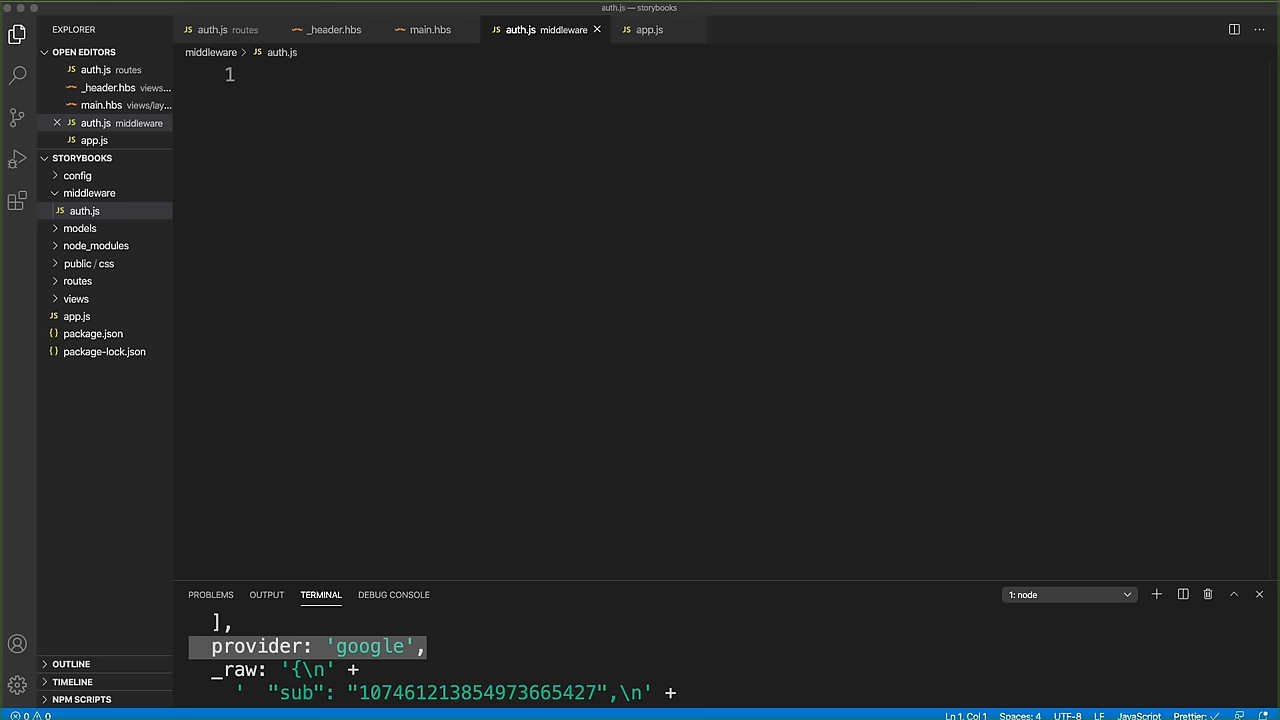 auth.js — storybooks
EXPLORER
JS auth.js routes
_header.hbs
main.hbs
JS auth.js middleware
JS app.js
OPEN EDITORS
JS auth.js routes
_header.hbs views...
main.hbs views/lay...
JS auth.js middleware
JS app.js
middleware > JS auth.js
1
STORYBOOKS
config
middleware
JS auth.js
models
node_modules
public / css
routes
views
JS app.js
{ } package.json
{ } package-lock.json
OUTLINE
TIMELINE
NPM SCRIPTS
PROBLEMS OUTPUT TERMINAL DEBUG CONSOLE
1: node
],
provider: 'google',
_raw: '{\n' +
' "sub": "107461213854973665427",\n' +
0 0
Ln 1, Col 1 Spaces: 4 UTF-8 LF JavaScript Prettier: ✓